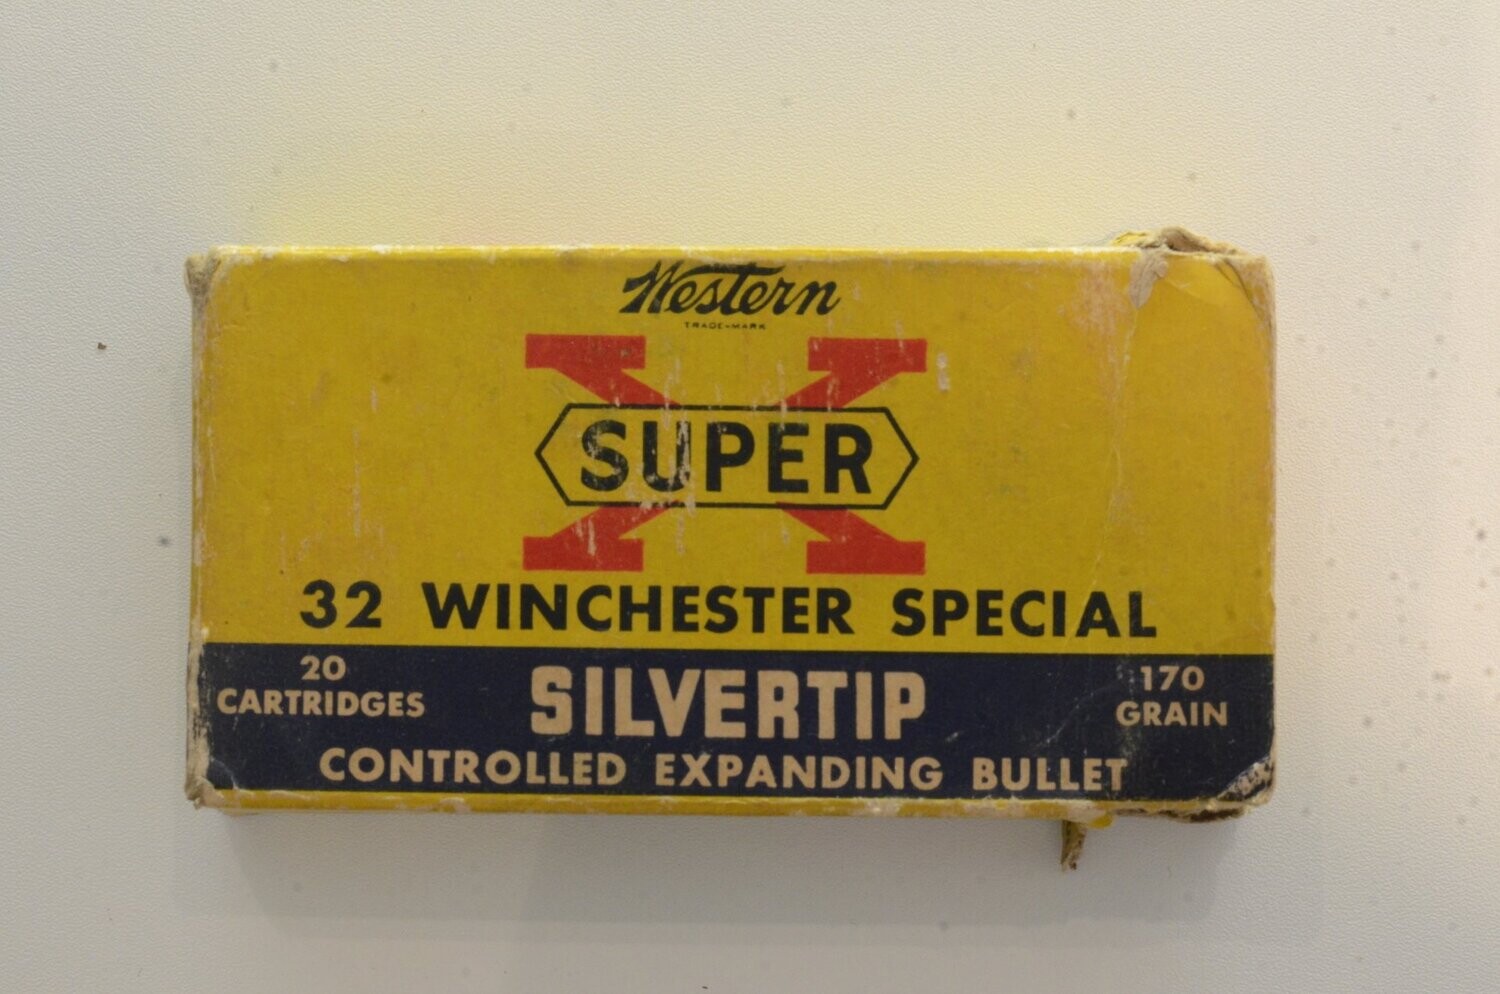 Western
TRADE-MARK
X
SUPER
32 WINCHESTER SPECIAL
20
CARTRIDGES
SILVERTIP
170
GRAIN
CONTROLLED EXPANDING BULLET